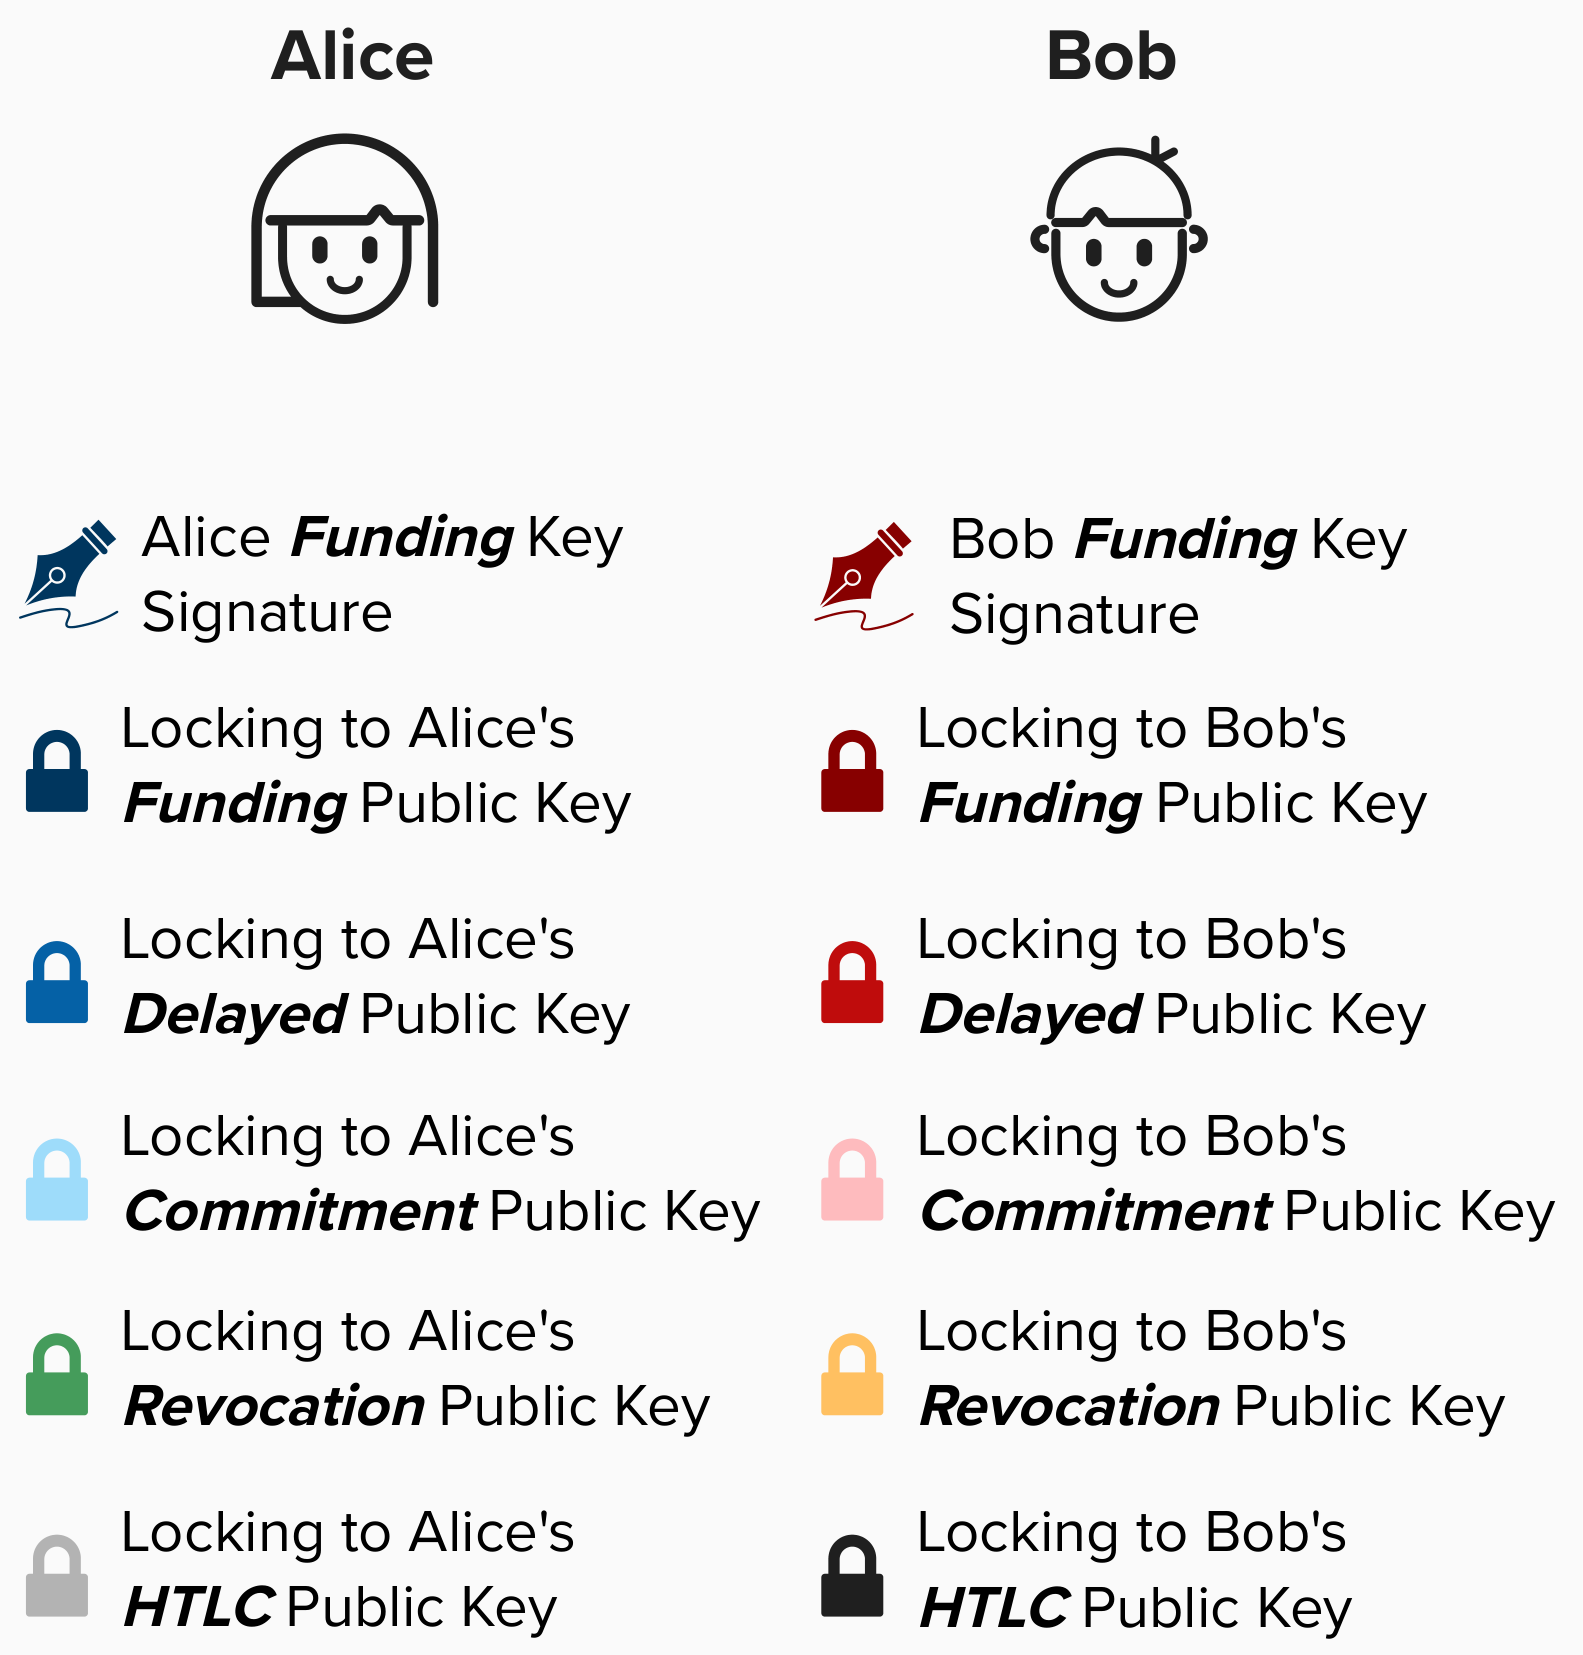 Alice
Bob
Alice Funding Key
Signature
Bob Funding Key
Signature
Locking to Alice's
Funding Public Key
Locking to Bob's
Funding Public Key
Locking to Alice's
Delayed Public Key
Locking to Bob's
Delayed Public Key
Locking to Alice's
Commitment Public Key
Locking to Bob's
Commitment Public Key
Locking to Alice's
Revocation Public Key
Locking to Bob's
Revocation Public Key
Locking to Alice's
HTLC Public Key
Locking to Bob's
HTLC Public Key